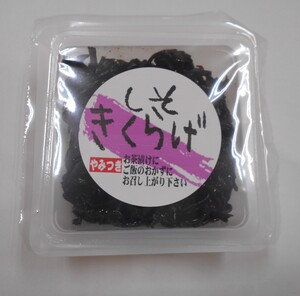 しそ
きくらげ
やみつき
お茶漬けに
ご飯のおかずに
お召し上がり下さい